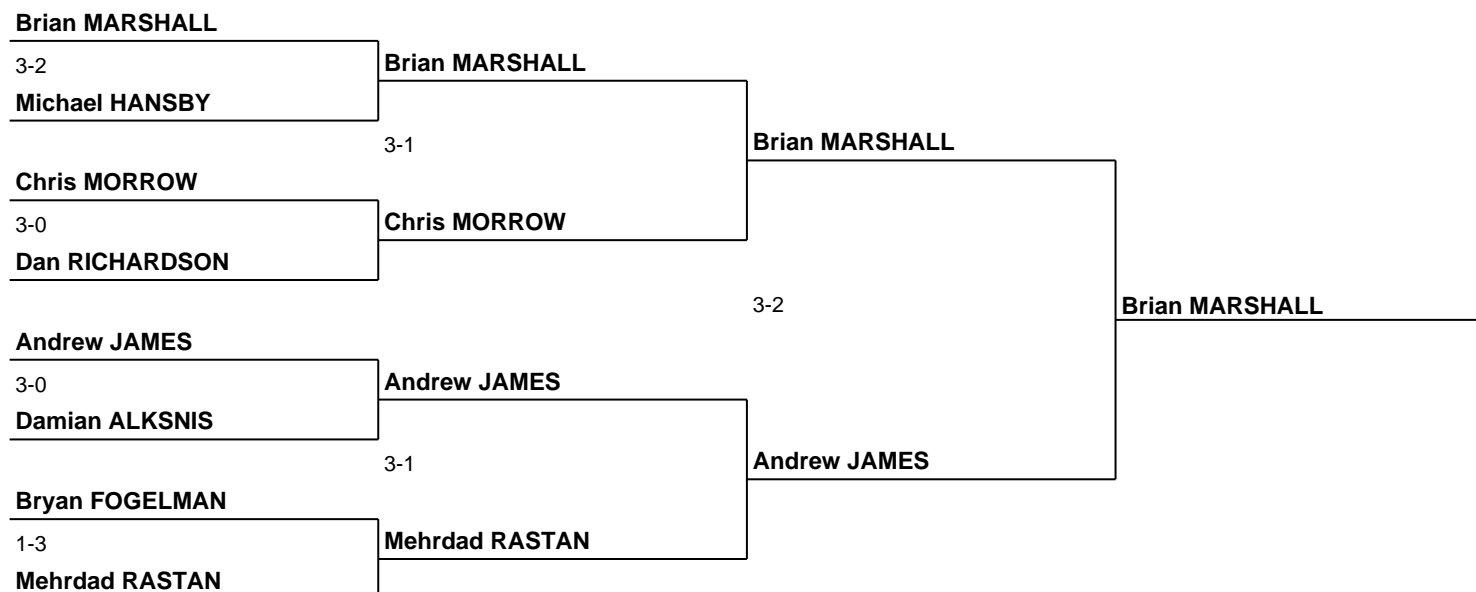 Brian MARSHALL
3-2
Brian MARSHALL
Michael HANSBY
3-1
Brian MARSHALL
Chris MORROW
3-0
Chris MORROW
Dan RICHARDSON
3-2
Brian MARSHALL
Andrew JAMES
3-0
Andrew JAMES
Damian ALKSNIS
3-1
Andrew JAMES
Bryan FOGELMAN
1-3
Mehrdad RASTAN
Mehrdad RASTAN